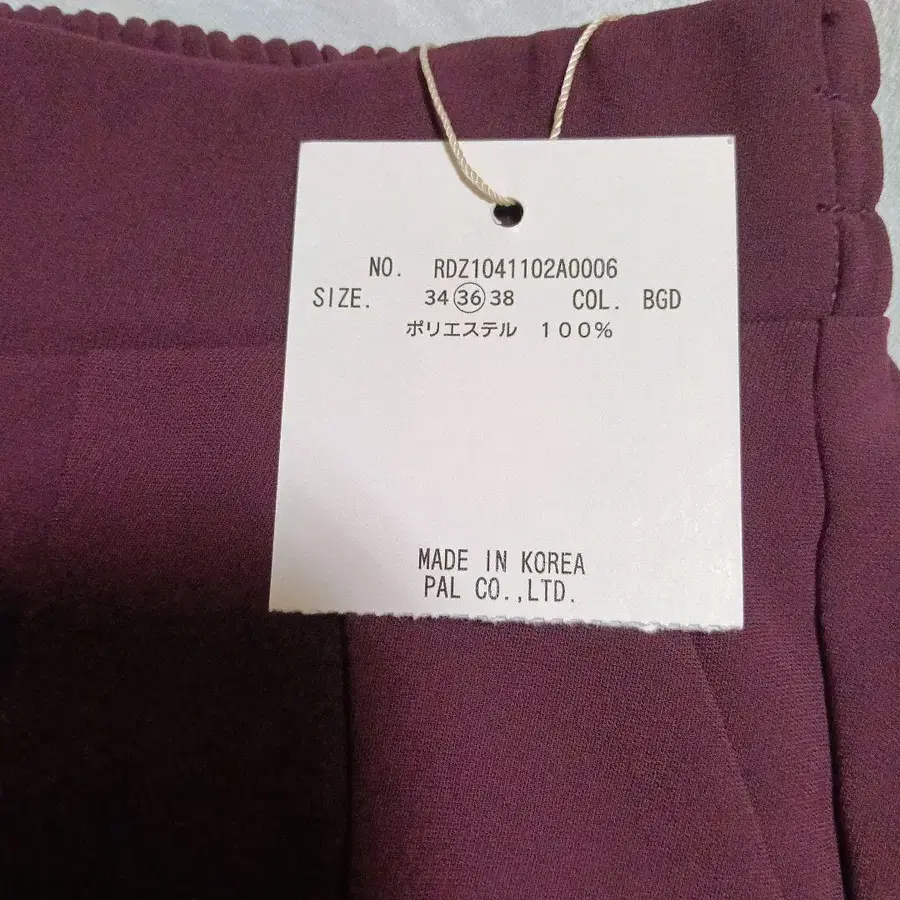 NO. RDZ1041102A0006
SIZE. 34 36 38 COL. BGD
ポリエステル 100%
MADE IN KOREA
PAL CO.,LTD.